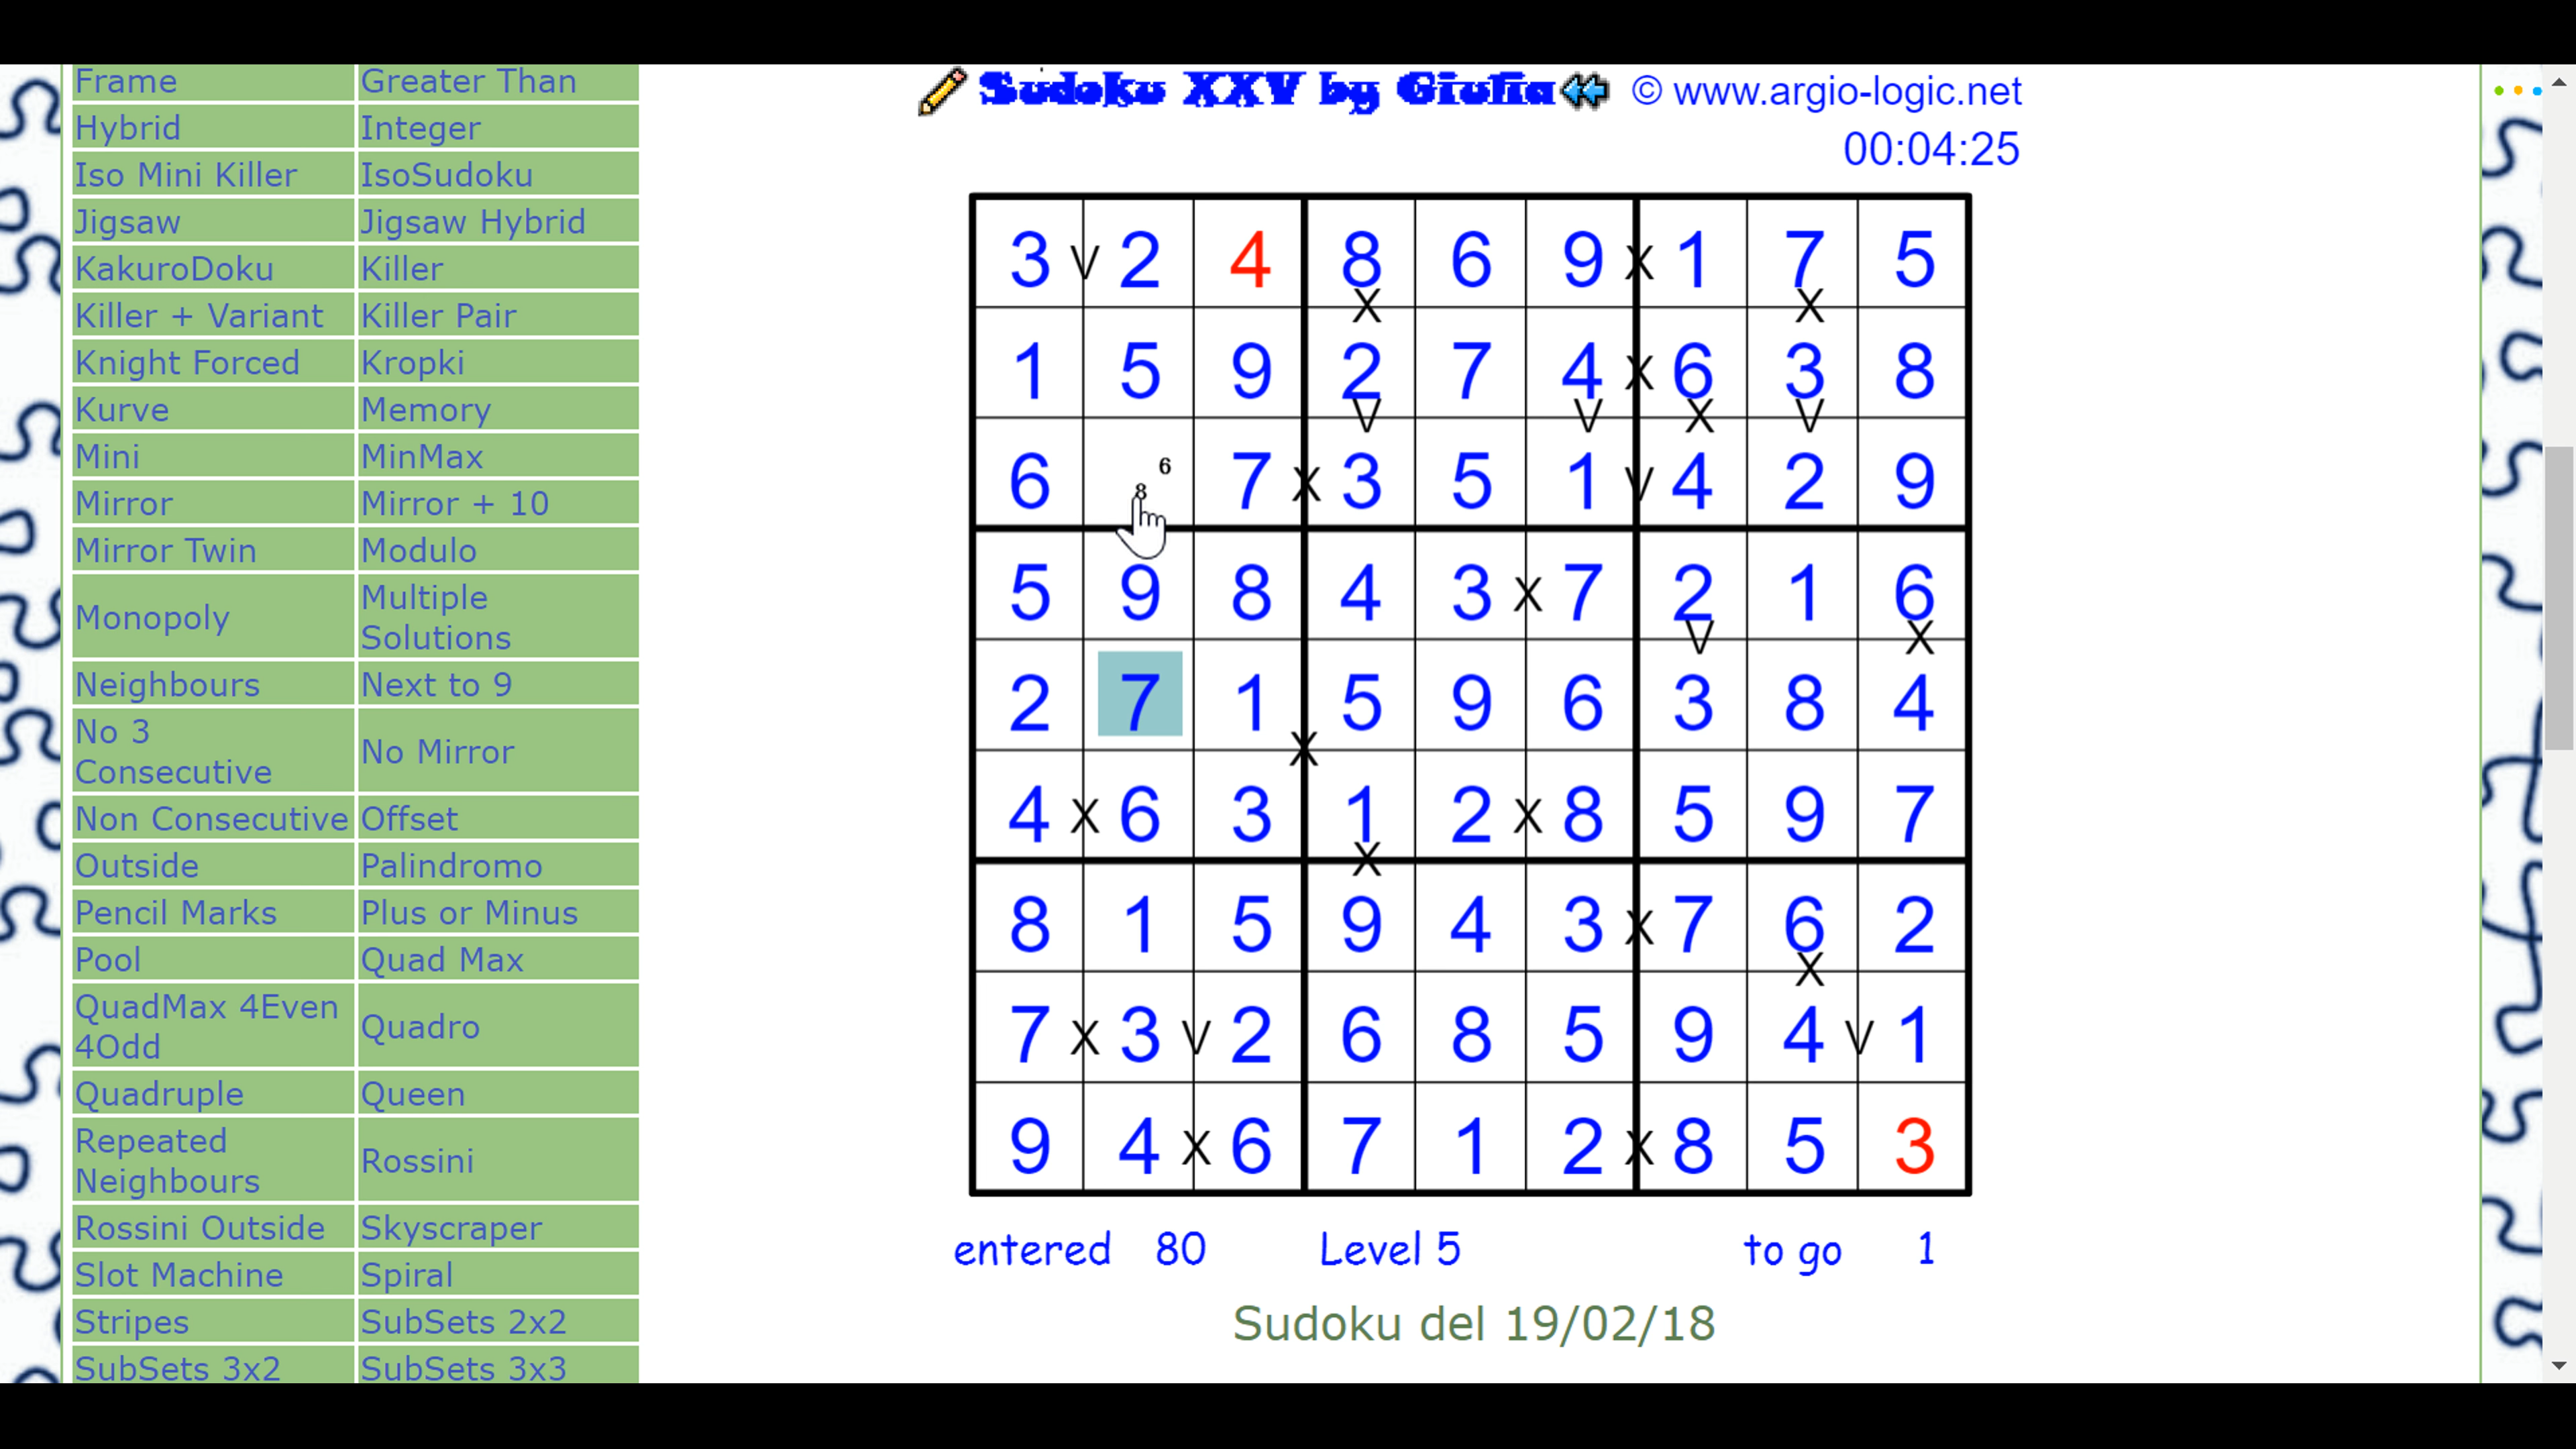 Frame Greater Than
Hybrid Integer
Iso Mini Killer IsoSudoku
Jigsaw Jigsaw Hybrid
KakuroDoku Killer
Killer + Variant Killer Pair
Knight Forced Kropki
Kurve Memory
Mini MinMax
Mirror Mirror + 10
Mirror Twin Modulo
Monopoly Multiple
Solutions
Neighbours Next to 9
No 3
Consecutive No Mirror
Non Consecutive Offset
Outside Palindromo
Pencil Marks Plus or Minus
Pool Quad Max
QuadMax 4Even
4Odd Quadro
Quadruple Queen
Repeated
Neighbours Rossini
Rossini Outside Skyscraper
Slot Machine Spiral
Stripes SubSets 2x2
SubSets 3x2 SubSets 3x3
Sudoku XXV by Giulia © www.argio-logic.net
00:04:25
3 V 2 4 8 6 9 X 1 7 5
X X
1 5 9 2 7 4 X 6 3 8
V V X V
6 6 8 7 X 3 5 1 V 4 2 9
5 9 8 4 3 X 7 2 1 6
V X
2 7 1 5 9 6 3 8 4
X
4 X 6 3 1 2 X 8 5 9 7
X
8 1 5 9 4 3 X 7 6 2
X
7 X 3 V 2 6 8 5 9 4 V 1
9 4 X 6 7 1 2 X 8 5 3
entered 80 Level 5 to go 1
Sudoku del 19/02/18